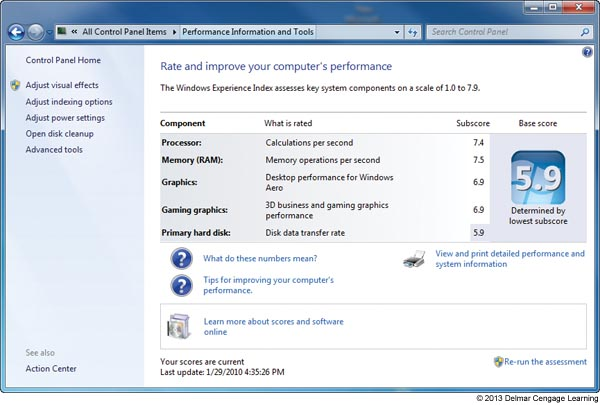 All Control Panel Items ▸ Performance Information and Tools
Search Control Panel
Control Panel Home
Adjust visual effects
Adjust indexing options
Adjust power settings
Open disk cleanup
Advanced tools
See also
Action Center
Rate and improve your computer's performance
The Windows Experience Index assesses key system components on a scale of 1.0 to 7.9.
Component What is rated Subscore Base score
Processor: Calculations per second 7.4
Memory (RAM): Memory operations per second 7.5
Graphics: Desktop performance for Windows
Aero 6.9
Gaming graphics: 3D business and gaming graphics
performance 6.9
Primary hard disk: Disk data transfer rate 5.9
5.9
Determined by
lowest subscore
What do these numbers mean?
Tips for improving your computer's
performance.
View and print detailed performance and
system information
Learn more about scores and software
online
Your scores are current
Last update: 1/29/2010 4:35:26 PM
Re-run the assessment
© 2013 Delmar Cengage Learning